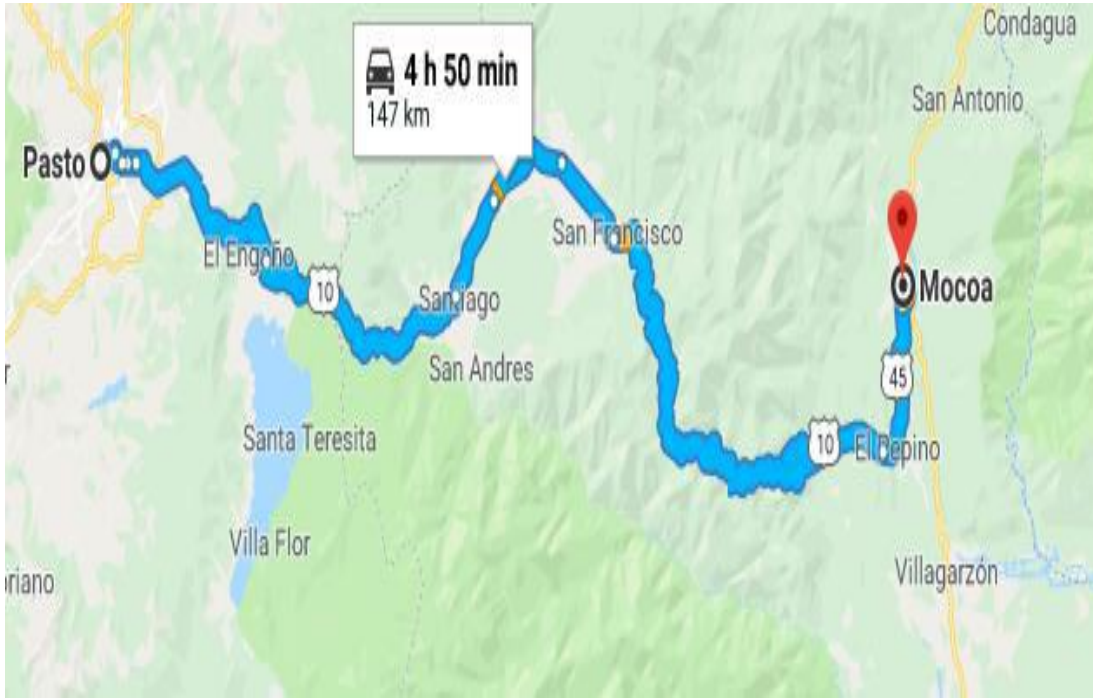 Condagua
4 h 50 min
147 km
San Antonio
Pasto
San Francisco
El Engaño
Mocoa
10
Santiago
San Andres
45
Santa Teresita
10
El Pepino
Villa Flor
Villagarzón
oriano